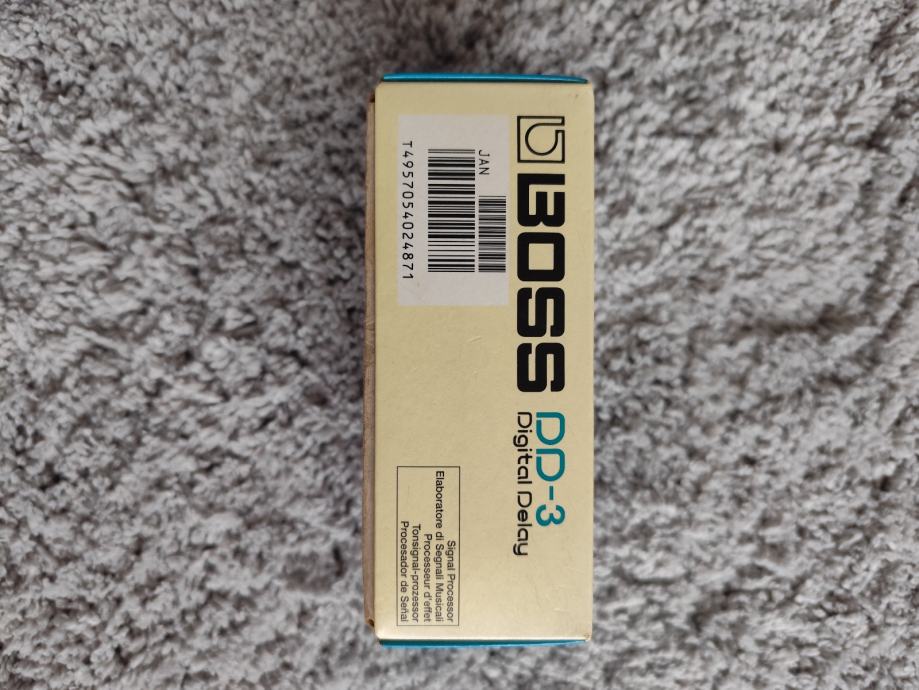 BOSS DD-3
Digital Delay
JAN
T4957054024871
Signal Processor
Elaboratore di Segnali Musicali
Processeur d'effet
Tonsignal-prozessor
Procesador de Señal